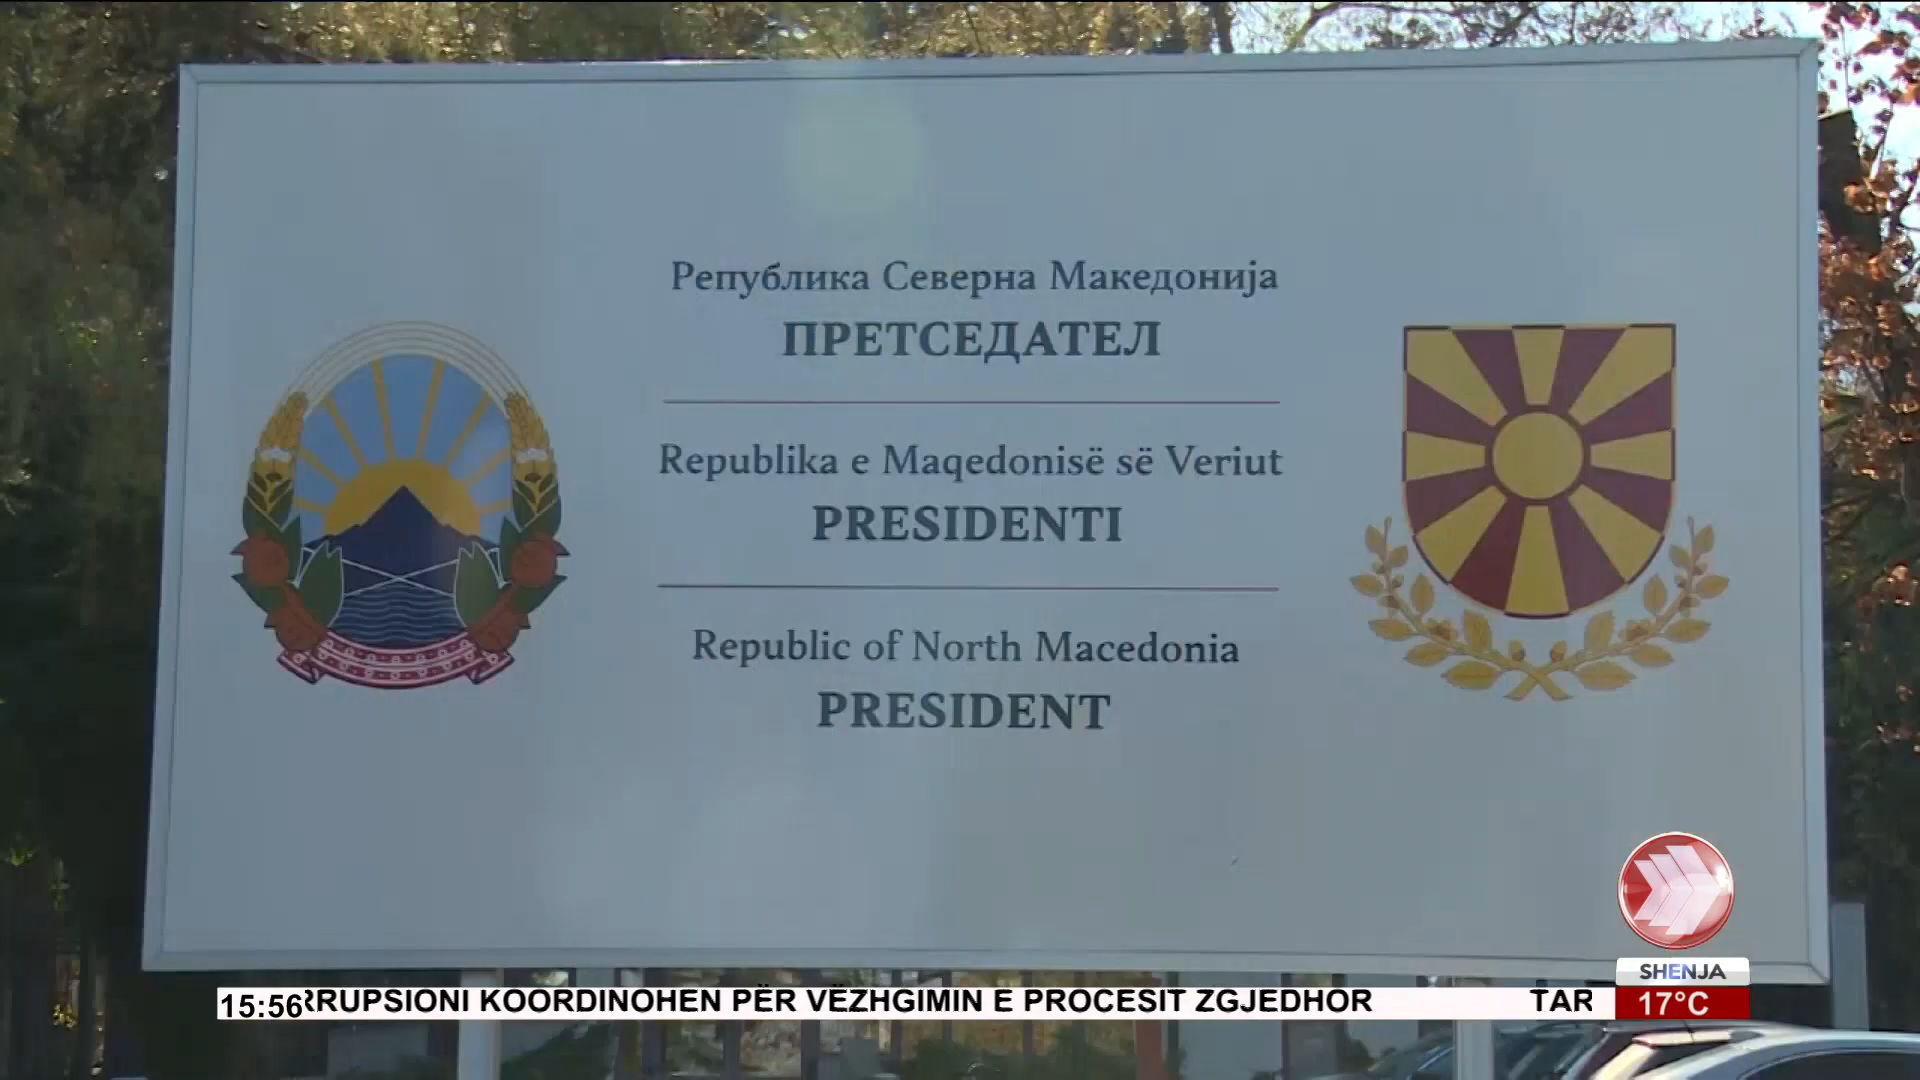 Република Северна Македонија
ПРЕТСЕДАТЕЛ
Republika e Maqedonisë së Veriut
PRESIDENTI
Republic of North Macedonia
PRESIDENT
SHENJA
15:56 RRUPSIONI KOORDINOHEN PËR VËZHGIMIN E PROCESIT ZGJEDHOR TAR
17°C